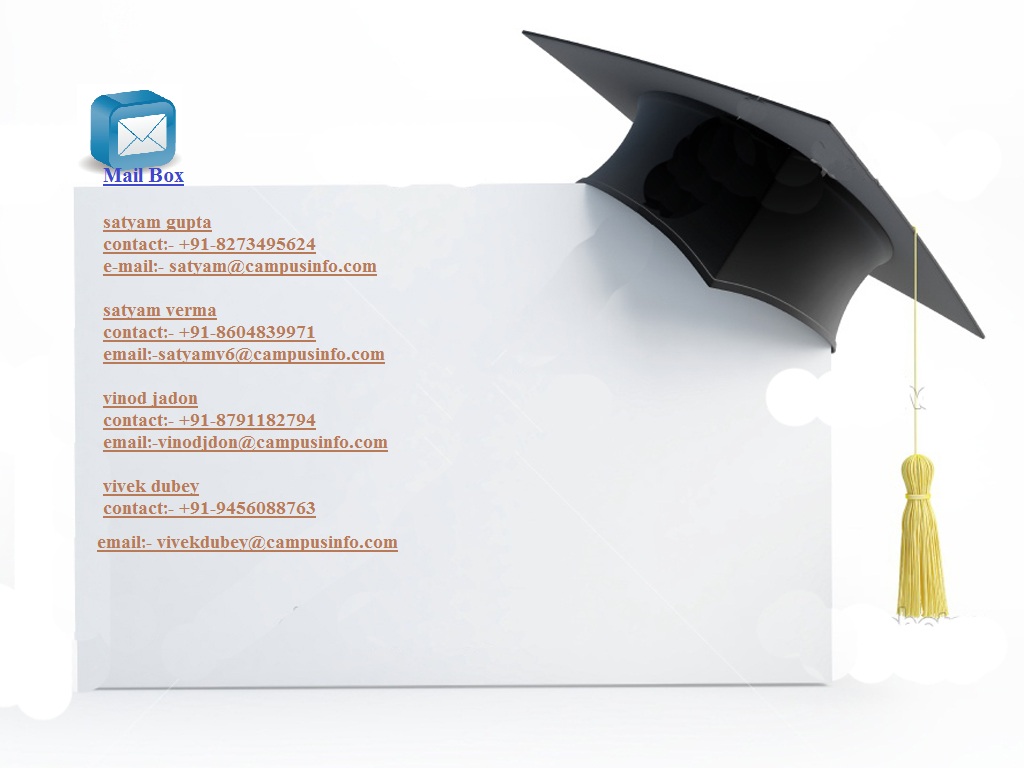 Mail Box
satyam gupta
contact:- +91-8273495624
e-mail:- satyam@campusinfo.com
satyam verma
contact:- +91-8604839971
email:-satyamv6@campusinfo.com
vinod jadon
contact:- +91-8791182794
email:-vinodjdon@campusinfo.com
vivek dubey
contact:- +91-9456088763
email:- vivekdubey@campusinfo.com